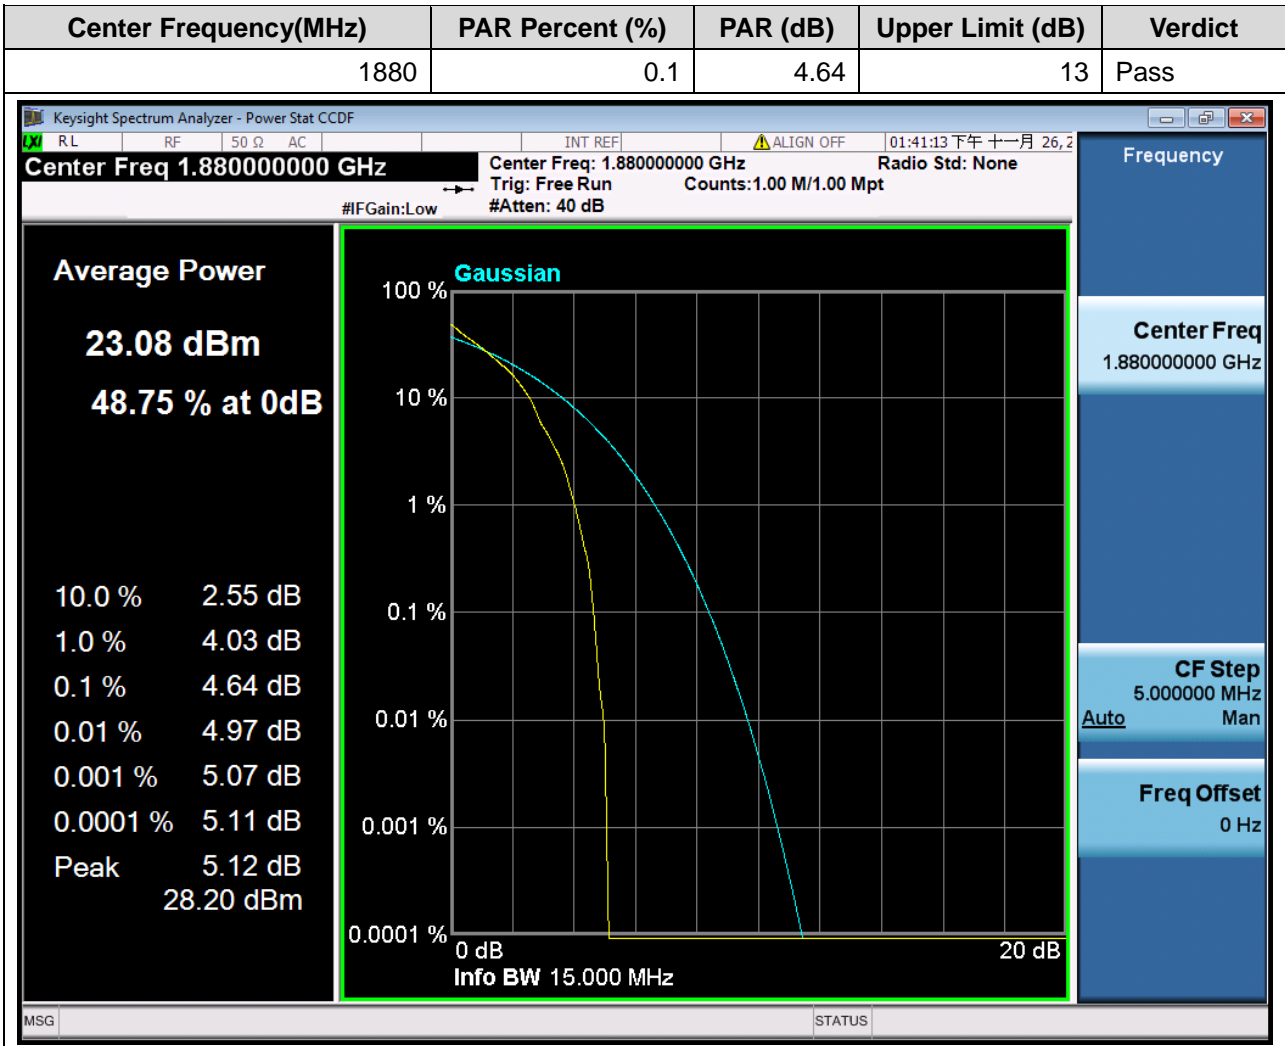 Center Frequency(MHz) PAR Percent (%) PAR (dB) Upper Limit (dB) Verdict
1880 0.1 4.64 13 Pass
Keysight Spectrum Analyzer - Power Stat CCDF
LXI RL RF 50 Ω AC INT REF ALIGN OFF 01:41:13 下午 十一月 26, 2
Center Freq 1.880000000 GHz
Center Freq: 1.880000000 GHz Radio Std: None
Trig: Free Run Counts:1.00 M/1.00 Mpt
#IFGain:Low #Atten: 40 dB
Average Power
23.08 dBm
48.75 % at 0dB
10.0 % 2.55 dB
1.0 % 4.03 dB
0.1 % 4.64 dB
0.01 % 4.97 dB
0.001 % 5.07 dB
0.0001 % 5.11 dB
Peak 5.12 dB
28.20 dBm
Gaussian
100 %
10 %
1 %
0.1 %
0.01 %
0.001 %
0.0001 %
0 dB 20 dB
Info BW 15.000 MHz
Frequency
Center Freq
1.880000000 GHz
CF Step
5.000000 MHz
Auto Man
Freq Offset
0 Hz
MSG STATUS